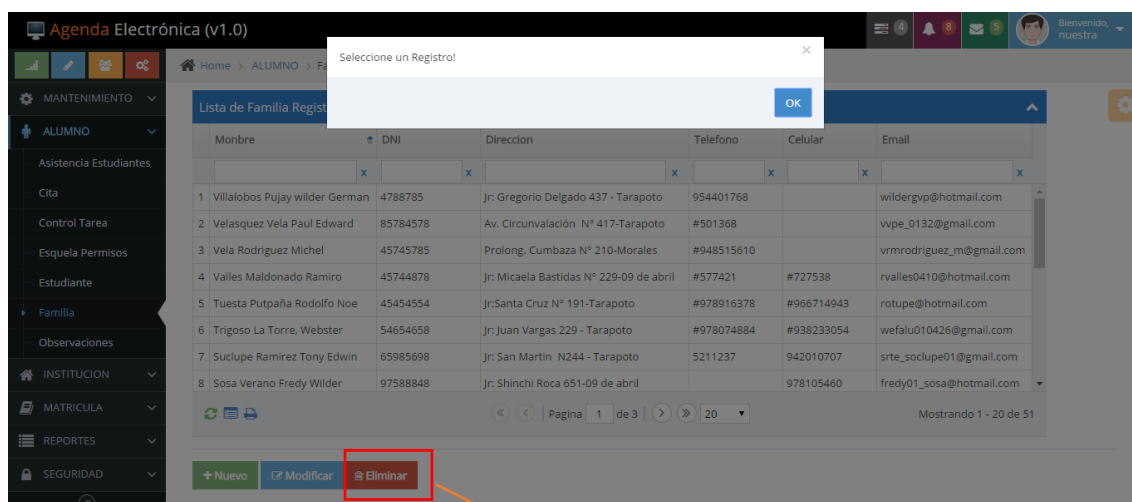 Agenda Electrónica (v1.0)
4
8
5
Bienvenido,
nuestra
Seleccione un Registro!
×
OK
Home > ALUMNO > Fa
MANTENIMIENTO
ALUMNO
Asistencia Estudiantes
Cita
Control Tarea
Esquela Permisos
Estudiante
Familia
Observaciones
INSTITUCION
MATRICULA
REPORTES
SEGURIDAD
Lista de Familia Regist
Monbre DNI Direccion Telefono Celular Email
x x x x x x
1 Villalobos Pujay wilder German 4788785 Jr: Gregorio Delgado 437 - Tarapoto 954401768 wildergvp@hotmail.com
2 Velasquez Vela Paul Edward 85784578 Av. Circunvalación N° 417-Tarapoto #501368 vvpe_0132@gmail.com
3 Vela Rodriguez Michel 45745785 Prolong. Cumbaza N° 210-Morales #948515610 vrmrodriguez_m@gmail.com
4 Valles Maldonado Ramiro 45744878 Jr: Micaela Bastidas N° 229-09 de abril #577421 #727538 rvalles0410@hotmail.com
5 Tuesta Putpaña Rodolfo Noe 45454554 Jr:Santa Cruz N° 191-Tarapoto #978916378 #966714943 rotupe@hotmail.com
6 Trigoso La Torre, Webster 54654658 Jr: Juan Vargas 229 - Tarapoto #978074884 #938233054 wefalu010426@gmail.com
7 Suclupe Ramirez Tony Edwin 65985698 Jr: San Martin N244 - Tarapoto 5211237 942010707 srte_soclupe01@gmail.com
8 Sosa Verano Fredy Wilder 97588848 Jr: Shinchi Roca 651-09 de abril 978105460 fredy01_sosa@hotmail.com
Pagina 1 de 3 20 Mostrando 1 - 20 de 51
+ Nuevo Modificar Eliminar